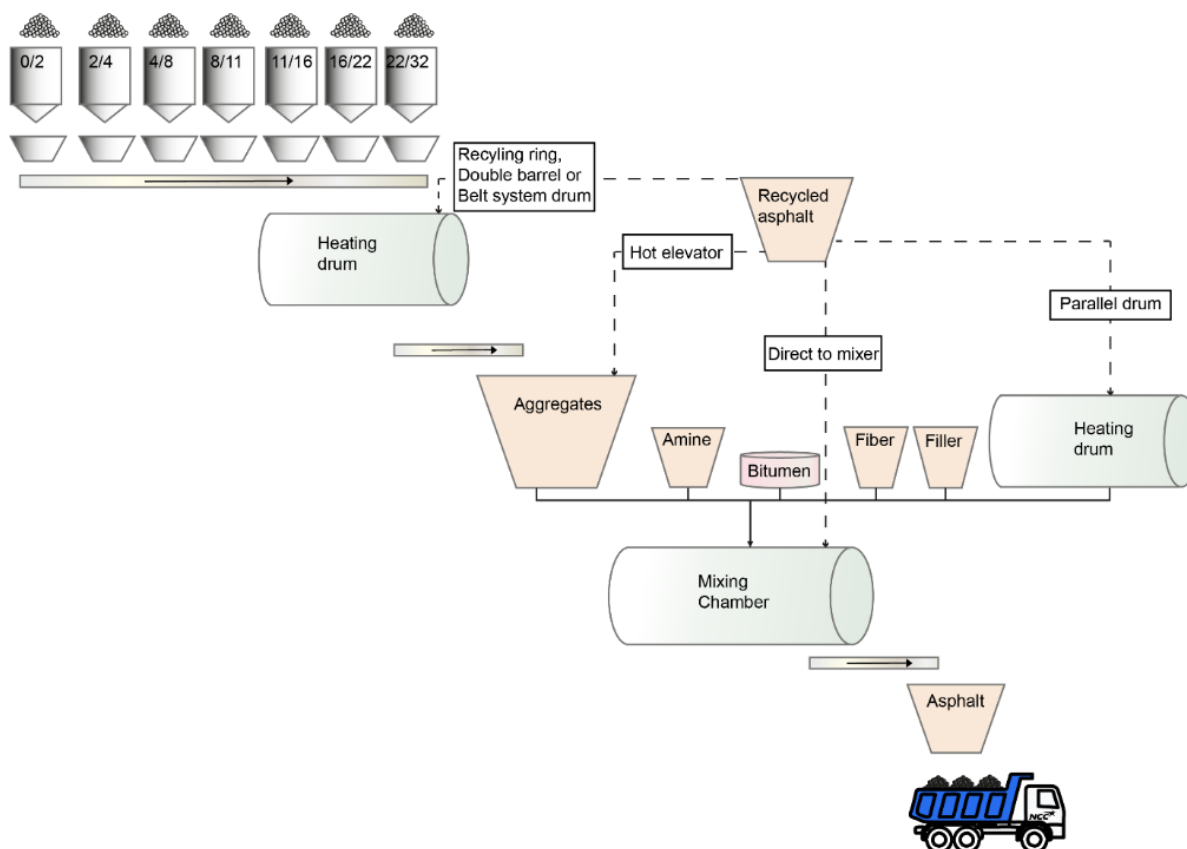 0/2
2/4
4/8
8/11
11/16
16/22
22/32
Recyling ring,
Double barrel or
Belt system drum
Recycled
asphalt
Heating
drum
Hot elevator
Parallel drum
Direct to mixer
Aggregates
Amine
Bitumen
Fiber
Filler
Heating
drum
Mixing
Chamber
Asphalt
NCC